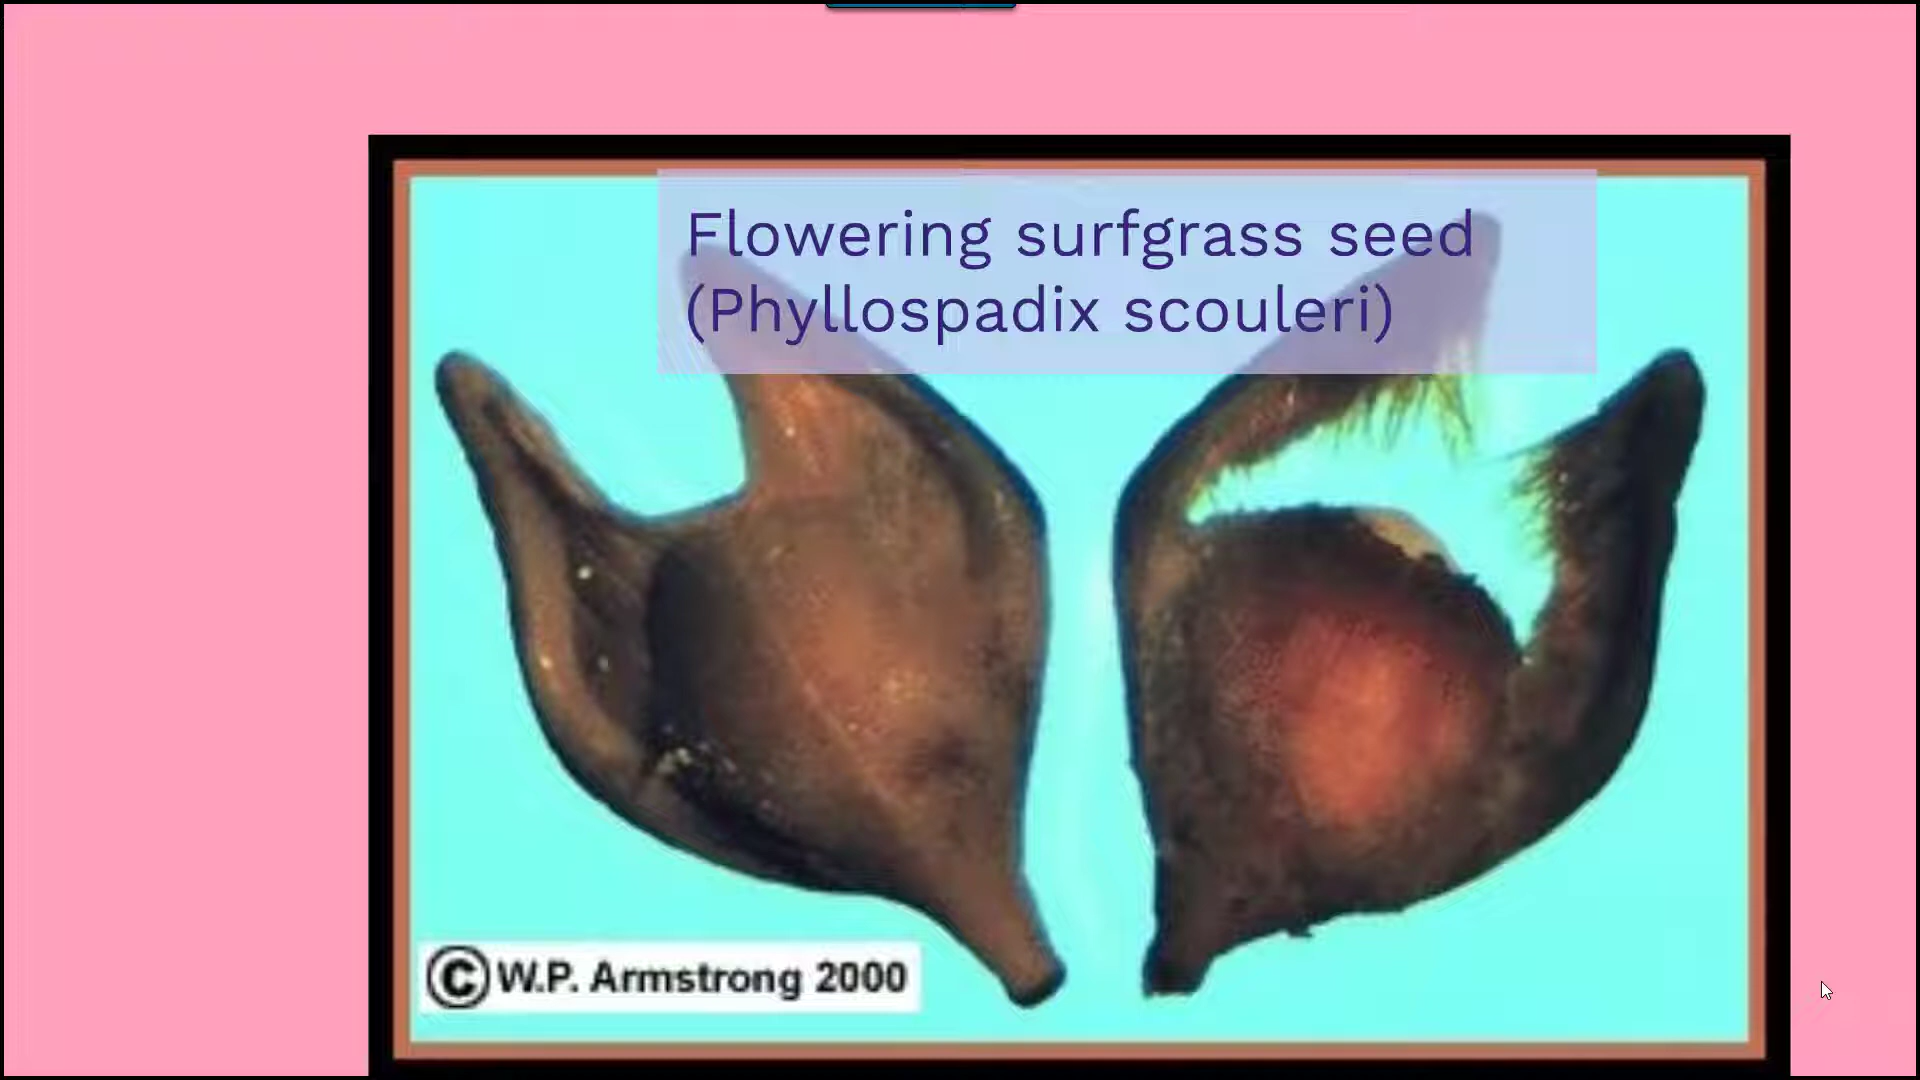 Flowering surfgrass seed
(Phyllospadix scouleri)
© W.P. Armstrong 2000